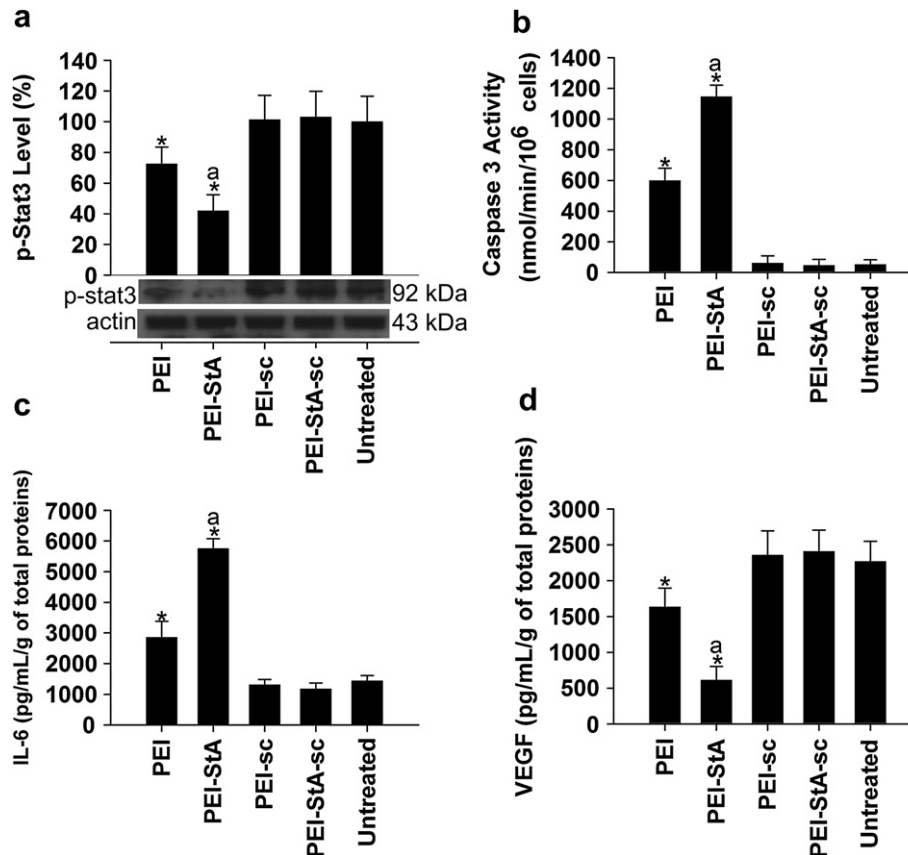 a
p-Stat3 Level (%)
140
120
100
80
60
40
20
0
*
a
*
p-stat3
92 kDa
actin
43 kDa
PEI
PEI-StA
PEI-sc
PEI-StA-sc
Untreated
b
Caspase 3 Activity
(nmol/min/10⁶ cells)
1400
1200
1000
800
600
400
200
0
*
a
*
PEI
PEI-StA
PEI-sc
PEI-StA-sc
Untreated
c
IL-6 (pg/mL/g of total proteins)
7000
6000
5000
4000
3000
2000
1000
0
*
a
*
PEI
PEI-StA
PEI-sc
PEI-StA-sc
Untreated
d
VEGF (pg/mL/g of total proteins)
3000
2500
2000
1500
1000
500
0
*
a
*
PEI
PEI-StA
PEI-sc
PEI-StA-sc
Untreated